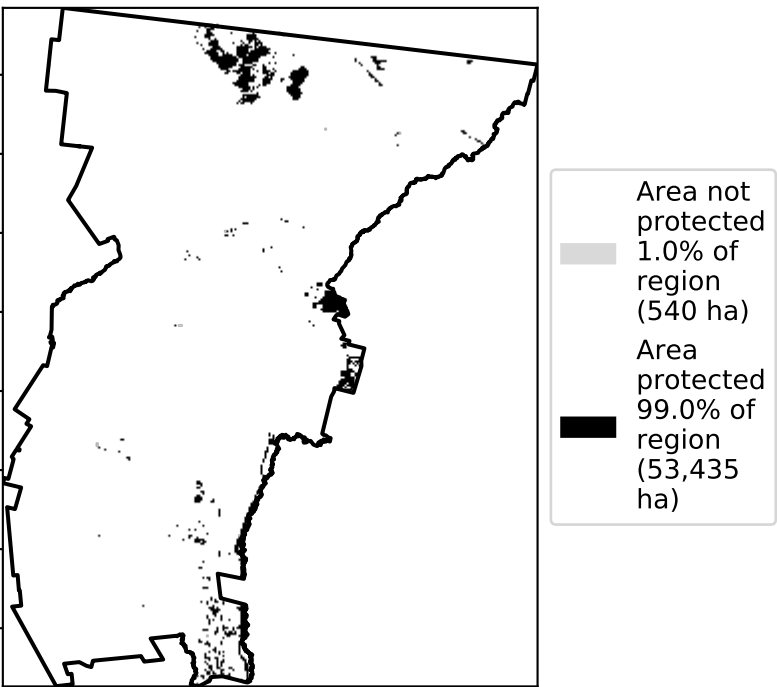 Area not
protected
1.0% of
region
(540 ha)
Area
protected
99.0% of
region
(53,435
ha)